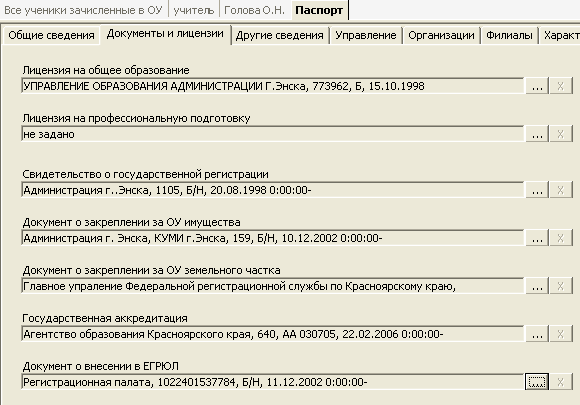 Все ученики зачисленные в ОУ учитель Голова О.Н. Паспорт
Общие сведения Документы и лицензии Другие сведения Управление Организации Филиалы Характ
Лицензия на общее образование
УПРАВЛЕНИЕ ОБРАЗОВАНИЯ АДМИНИСТРАЦИИ Г.Энска, 773962, Б, 15.10.1998 ... X
Лицензия на профессиональную подготовку
не задано ... X
Свидетельство о государственной регистрации
Администрация г..Энска, 1105, Б/Н, 20.08.1998 0:00:00- ... X
Документ о закреплении за ОУ имущества
Администрация г. Энска, КУМИ г.Энска, 159, Б/Н, 10.12.2002 0:00:00- ... X
Документ о закреплении за ОУ земельного частка
Главное упраление Федеральной регистрационной службы по Красноярскому краю, ... X
Государственная аккредитация
Агентство образования Красноярского края, 640, АА 030705, 22.02.2006 0:00:00- ... X
Документ о внесении в ЕГРЮЛ
Регистрационная палата, 1022401537784, Б/Н, 11.12.2002 0:00:00- ... X